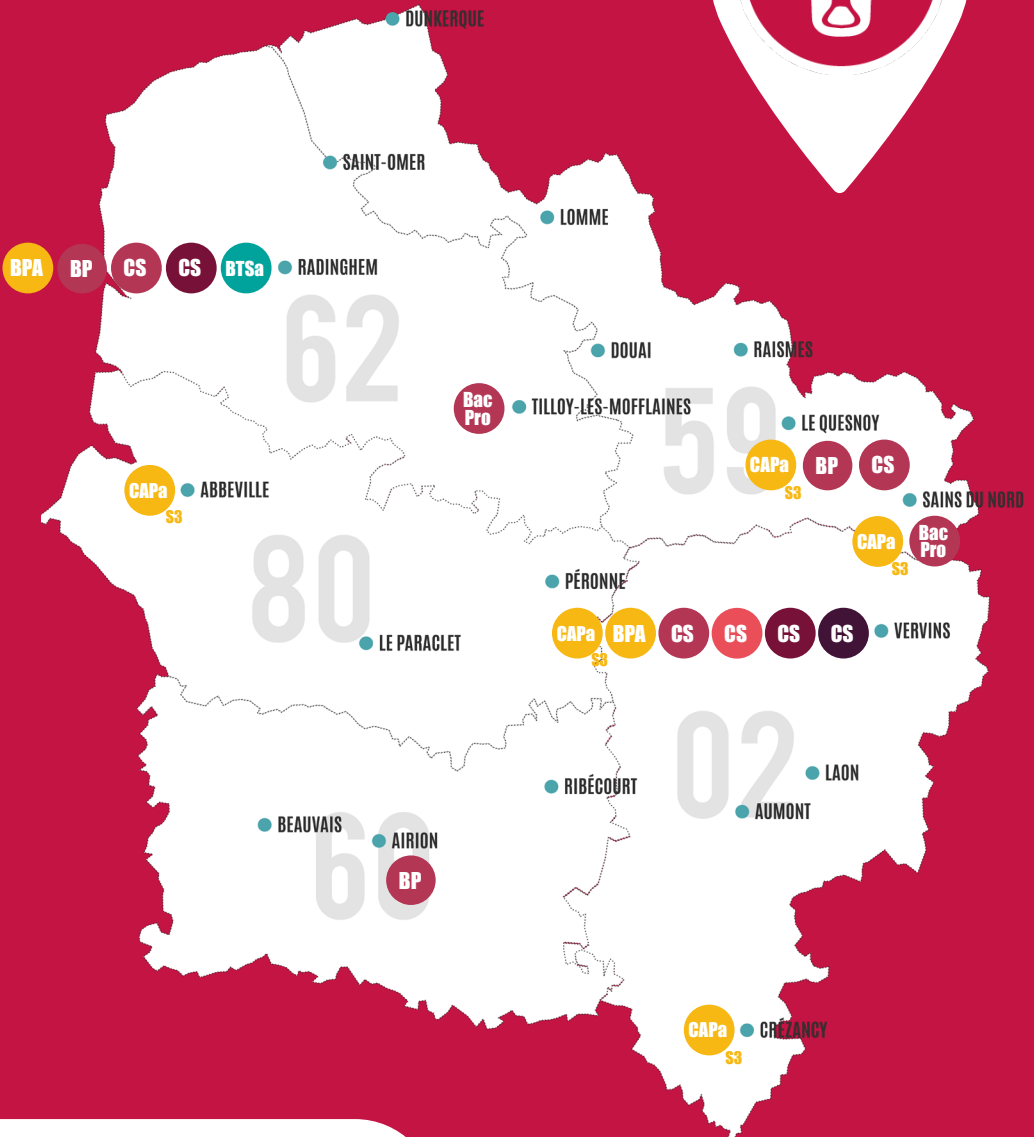 DUNKERQUE
SAINT-OMER
LOMME
BPA BP CS CS BTSa RADINGHEM
62
DOUAI
RAISMES
59
Bac
Pro
TILLOY-LES-MOFFLAINES
LE QUESNOY
CAPa BP CS
S3
CAPa ABBEVILLE
S3
SAINS DU NORD
CAPa Bac
Pro
S3
80
PÉRONNE
CAPa BPA CS CS CS CS VERVINS
S3
LE PARACLET
02
LAON
RIBÉCOURT
AUMONT
BEAUVAIS
60
AIRION
BP
CAPa CRÉZANCY
S3